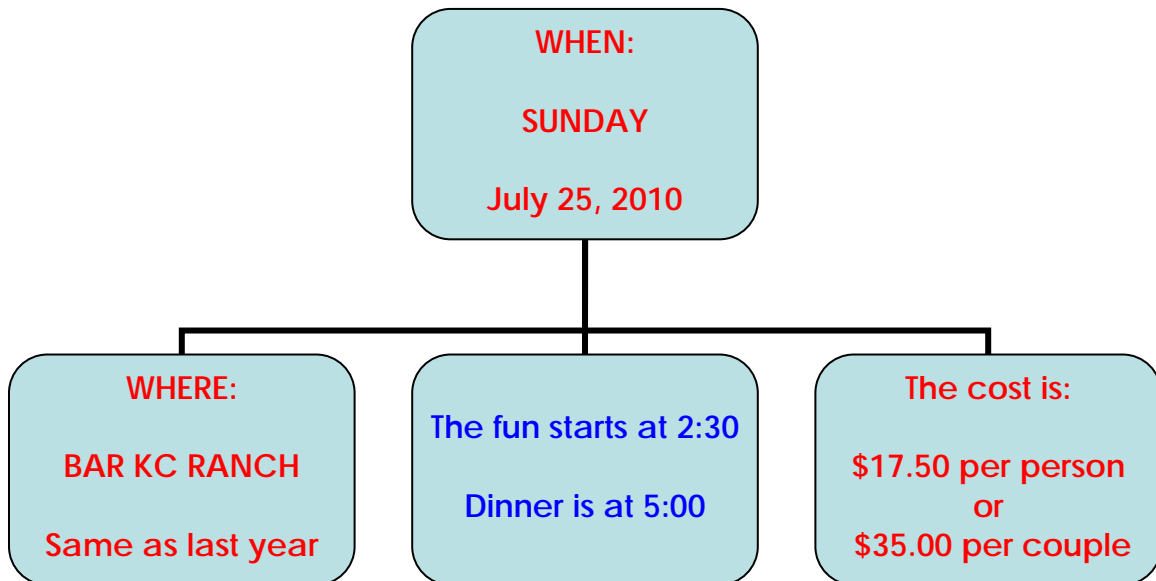 WHEN:
SUNDAY
July 25, 2010
WHERE:
BAR KC RANCH
Same as last year
The fun starts at 2:30
Dinner is at 5:00
The cost is:
$17.50 per person
or
$35.00 per couple